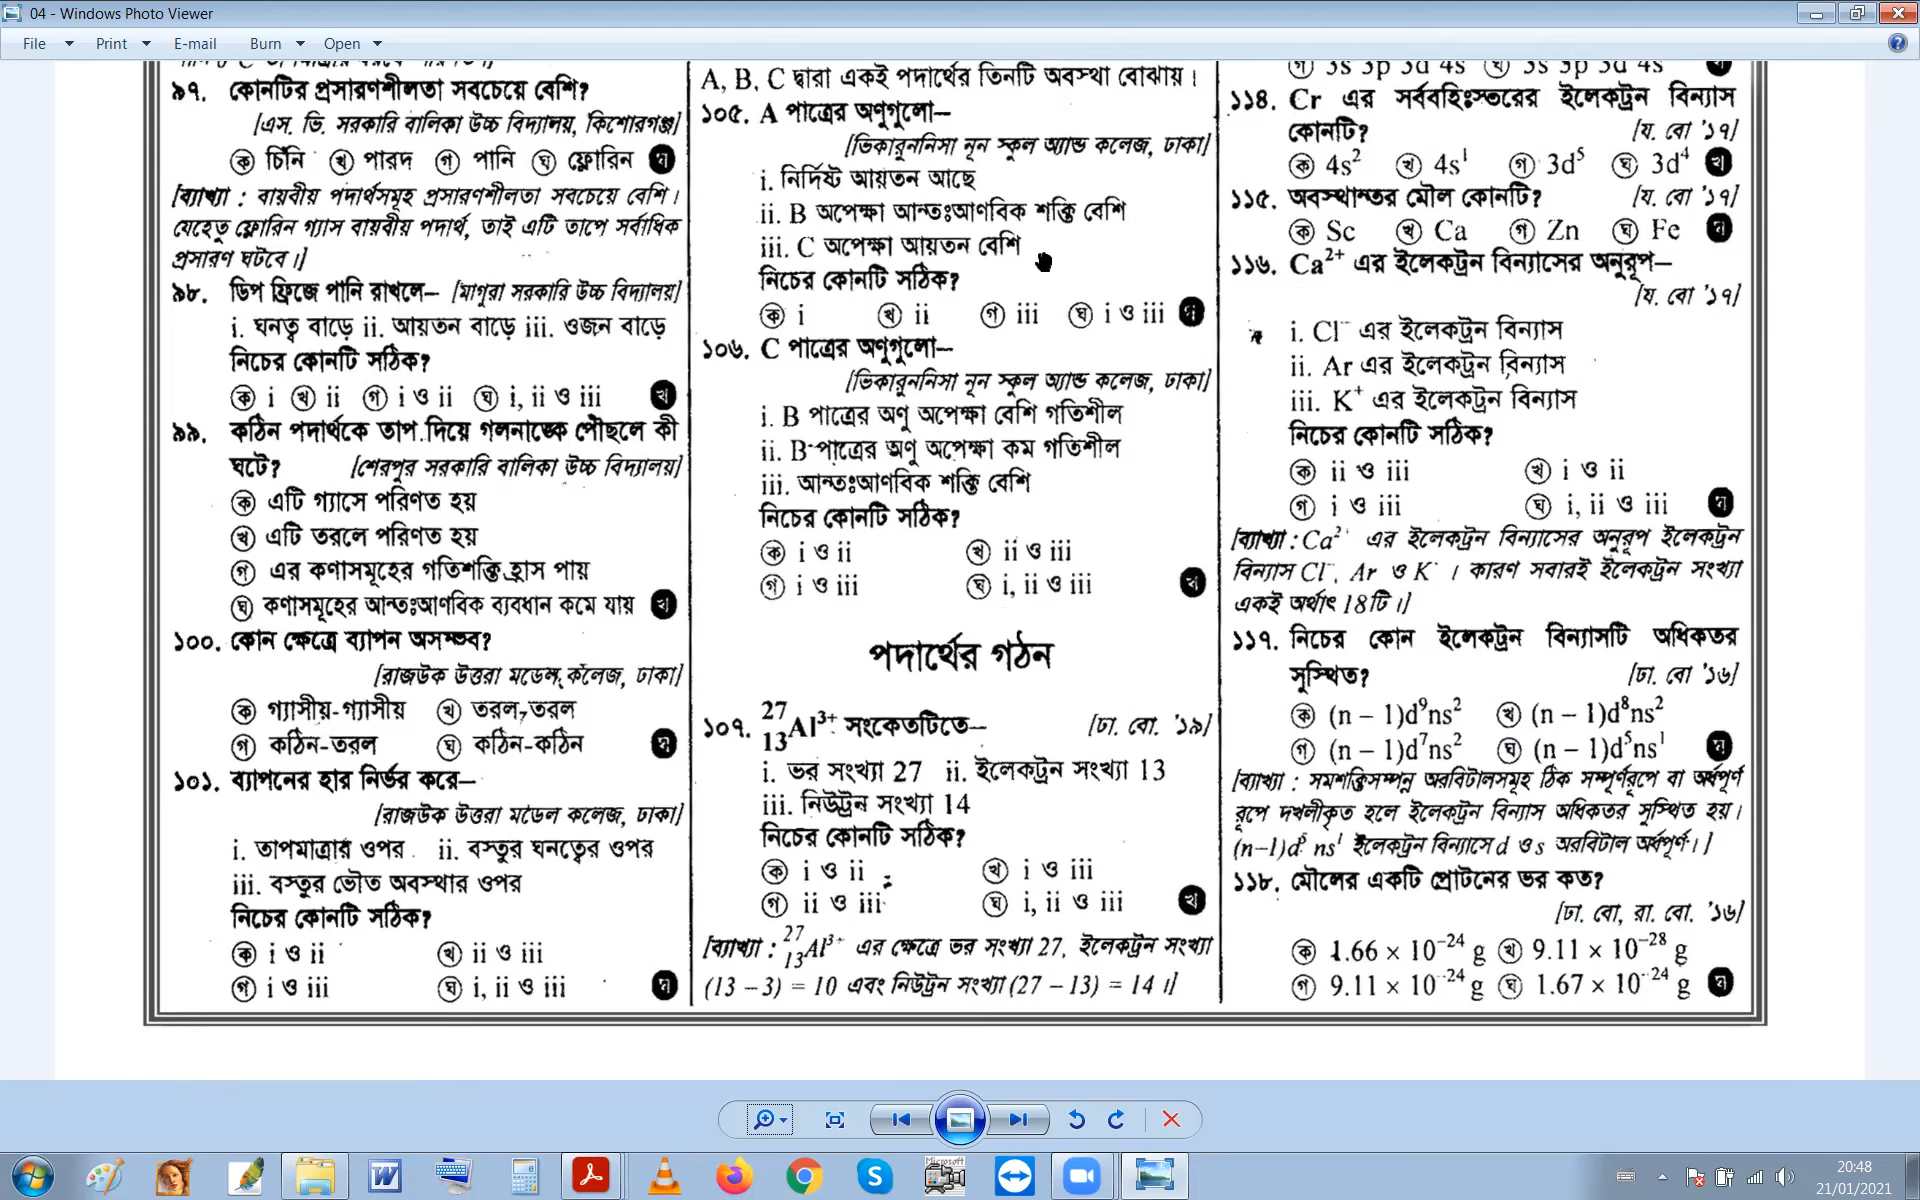 04 - Windows Photo Viewer
File Print E-mail Burn Open
৯৭. কোনটির প্রসারণশীলতা সবচেয়ে বেশি?
[এস. ভি. সরকারি বালিকা উচ্চ বিদ্যালয়, কিশোরগঞ্জ]
ক চিনি খ পারদ গ পানি ঘ ফ্লোরিন ঘ
[ব্যাখ্যা : বায়বীয় পদার্থসমূহ প্রসারণশীলতা সবচেয়ে বেশি।
যেহেতু ফ্লোরিন গ্যাস বায়বীয় পদার্থ, তাই এটি তাপে সর্বাধিক
প্রসারণ ঘটবে।]
৯৮. ডিপ ফ্রিজে পানি রাখলে– [মাগুরা সরকারি উচ্চ বিদ্যালয়]
i. ঘনত্ব বাড়ে ii. আয়তন বাড়ে iii. ওজন বাড়ে
নিচের কোনটি সঠিক?
ক i খ ii গ i ও ii ঘ i, ii ও iii খ
৯৯. কঠিন পদার্থকে তাপ দিয়ে গলনাঙ্কে পৌঁছলে কী
ঘটে? [শেরপুর সরকারি বালিকা উচ্চ বিদ্যালয়]
ক এটি গ্যাসে পরিণত হয়
খ এটি তরলে পরিণত হয়
গ এর কণাসমূহের গতিশক্তি হ্রাস পায়
ঘ কণাসমূহের আন্তঃআণবিক ব্যবধান কমে যায় খ
১০০. কোন ক্ষেত্রে ব্যাপন অসম্ভব?
[রাজউক উত্তরা মডেল কলেজ, ঢাকা]
ক গ্যাসীয়-গ্যাসীয় খ তরল-তরল
গ কঠিন-তরল ঘ কঠিন-কঠিন ঘ
১০১. ব্যাপনের হার নির্ভর করে–
[রাজউক উত্তরা মডেল কলেজ, ঢাকা]
i. তাপমাত্রার ওপর ii. বস্তুর ঘনত্বের ওপর
iii. বস্তুর ভৌত অবস্থার ওপর
নিচের কোনটি সঠিক?
ক i ও ii খ ii ও iii
গ i ও iii ঘ i, ii ও iii ঘ
A, B, C দ্বারা একই পদার্থের তিনটি অবস্থা বোঝায়।
১০৫. A পাত্রের অণুগুলো–
[ভিকারুননিসা নূন স্কুল অ্যান্ড কলেজ, ঢাকা]
i. নির্দিষ্ট আয়তন আছে
ii. B অপেক্ষা আন্তঃআণবিক শক্তি বেশি
iii. C অপেক্ষা আয়তন বেশি
নিচের কোনটি সঠিক?
ক i খ ii গ iii ঘ i ও iii গ
১০৬. C পাত্রের অণুগুলো–
[ভিকারুননিসা নূন স্কুল অ্যান্ড কলেজ, ঢাকা]
i. B পাত্রের অণু অপেক্ষা বেশি গতিশীল
ii. B পাত্রের অণু অপেক্ষা কম গতিশীল
iii. আন্তঃআণবিক শক্তি বেশি
নিচের কোনটি সঠিক?
ক i ও ii খ ii ও iii
গ i ও iii ঘ i, ii ও iii খ
পদার্থের গঠন
১০৭. ²⁷₁₃Al³⁺ সংকেতটিতে– [ঢা. বো. '১৯]
i. ভর সংখ্যা 27 ii. ইলেকট্রন সংখ্যা 13
iii. নিউট্রন সংখ্যা 14
নিচের কোনটি সঠিক?
ক i ও ii খ i ও iii
গ ii ও iii ঘ i, ii ও iii খ
[ব্যাখ্যা : ²⁷₁₃Al³⁺ এর ক্ষেত্রে ভর সংখ্যা 27, ইলেকট্রন সংখ্যা
(13 – 3) = 10 এবং নিউট্রন সংখ্যা (27 – 13) = 14।]
গ 3s 3p 3d 4s ঘ 3s 3p 3d 4s
১১৪. Cr এর সর্ববহিঃস্তরের ইলেকট্রন বিন্যাস
কোনটি? [য. বো '১৭]
ক 4s² খ 4s¹ গ 3d⁵ ঘ 3d⁴ খ
১১৫. অবস্থান্তর মৌল কোনটি? [য. বো '১৭]
ক Sc খ Ca গ Zn ঘ Fe ঘ
১১৬. Ca²⁺ এর ইলেকট্রন বিন্যাসের অনুরূপ–
[য. বো '১৭]
i. Cl⁻ এর ইলেকট্রন বিন্যাস
ii. Ar এর ইলেকট্রন বিন্যাস
iii. K⁺ এর ইলেকট্রন বিন্যাস
নিচের কোনটি সঠিক?
ক ii ও iii খ i ও ii
গ i ও iii ঘ i, ii ও iii ঘ
[ব্যাখ্যা : Ca²⁺ এর ইলেকট্রন বিন্যাসের অনুরূপ ইলেকট্রন
বিন্যাস Cl⁻, Ar ও K⁺। কারণ সবারই ইলেকট্রন সংখ্যা
একই অর্থাৎ 18টি।]
১১৭. নিচের কোন ইলেকট্রন বিন্যাসটি অধিকতর
সুস্থিত? [ঢা. বো '১৬]
ক (n – 1)d⁹ns² খ (n – 1)d⁸ns²
গ (n – 1)d⁷ns² ঘ (n – 1)d⁵ns¹ ঘ
[ব্যাখ্যা : সমশক্তিসম্পন্ন অরবিটালসমূহ ঠিক সম্পূর্ণরূপে বা অর্ধপূর্ণ
রূপে দখলীকৃত হলে ইলেকট্রন বিন্যাস অধিকতর সুস্থিত হয়।
(n–1)d⁵ ns¹ ইলেকট্রন বিন্যাসে d ও s অরবিটাল অর্ধপূর্ণ।]
১১৮. মৌলের একটি প্রোটনের ভর কত?
[ঢা. বো, রা. বো. '১৬]
ক 1.66 × 10⁻²⁴ g খ 9.11 × 10⁻²⁸ g
গ 9.11 × 10⁻²⁴ g ঘ 1.67 × 10⁻²⁴ g ঘ
20:48
21/01/2021